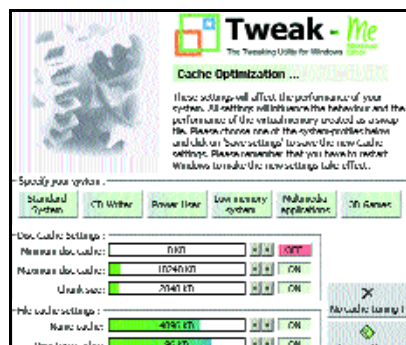 Tweak - Me
The Tweaking Utility for Windows
Cache Optimization ...
These settings will affect the performance of your
system. All settings will influence the behaviour and the
performance of the virtual memory created as a swap
file. Please choose one of the system-profiles below
and click on 'Save settings' to save the new Cache
settings. Please remember that you have to restart
Windows to make the new settings take effect.
Specify your system :
Standard System
CD Writer
Power User
Low memory system
Multimedia applications
3D Games
Disc Cache Settings :
Minimum disc cache: 0 KB OFF
Maximum disc cache: 10240 KB ON
Chunk size: 2048 KB ON
No cache tuning !
File cache settings :
Name cache: 4096 KB ON
96 KB ON